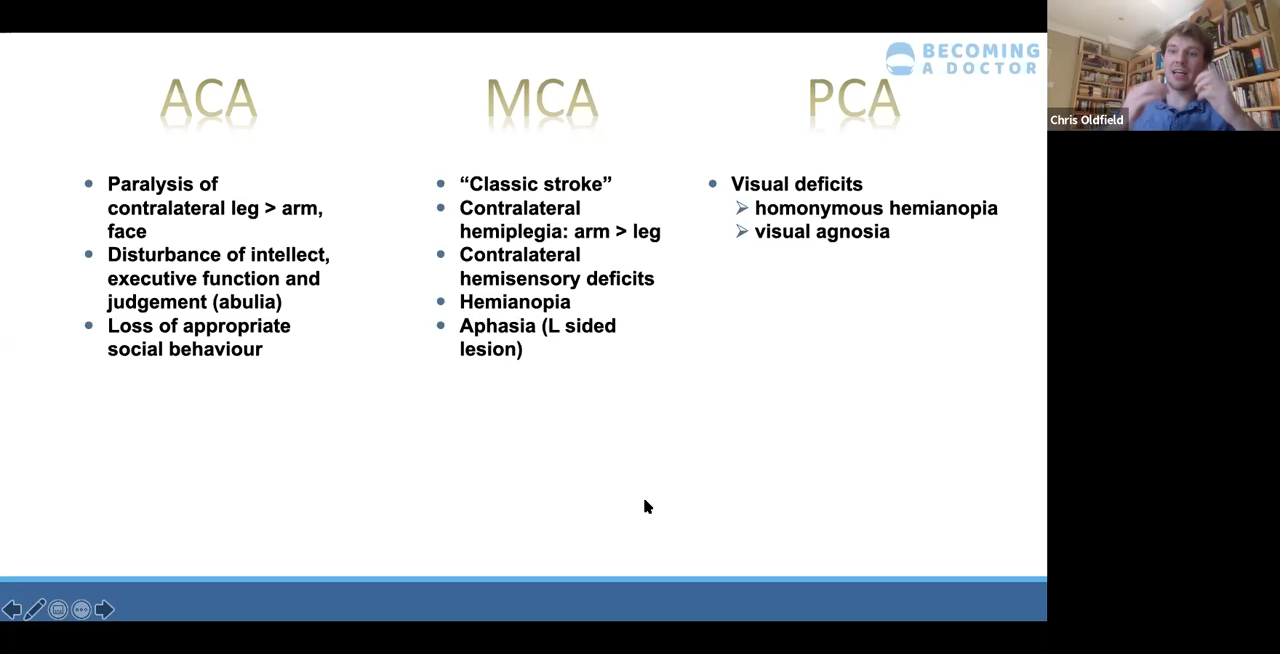 BECOMING
A DOCTOR
Chris Oldfield
ACA
Paralysis of
contralateral leg > arm,
face
Disturbance of intellect,
executive function and
judgement (abulia)
Loss of appropriate
social behaviour
MCA
“Classic stroke”
Contralateral
hemiplegia: arm > leg
Contralateral
hemisensory deficits
Hemianopia
Aphasia (L sided
lesion)
PCA
Visual deficits
homonymous hemianopia
visual agnosia